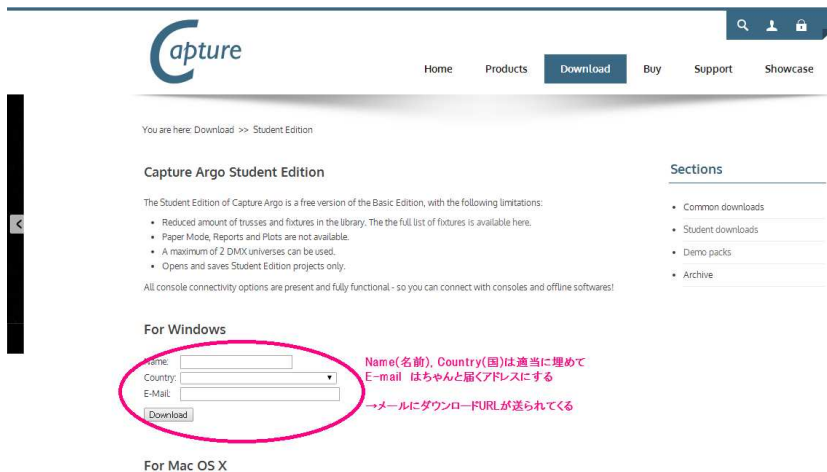 Capture
Home Products Download Buy Support Showcase
You are here: Download >> Student Edition
Capture Argo Student Edition
The Student Edition of Capture Argo is a free version of the Basic Edition, with the following limitations:
• Reduced amount of trusses and fixtures in the library. The the full list of fixtures is available here.
• Paper Mode, Reports and Plots are not available.
• A maximum of 2 DMX universes can be used.
• Opens and saves Student Edition projects only.
All console connectivity options are present and fully functional - so you can connect with consoles and offline softwares!
Sections
• Common downloads
• Student downloads
• Demo packs
• Archive
For Windows
Name:
Country:
E-Mail:
Download
Name(名前), Country(国)は適当に埋めて
E-mail はちゃんと届くアドレスにする
→メールにダウンロードURLが送られてくる
For Mac OS X